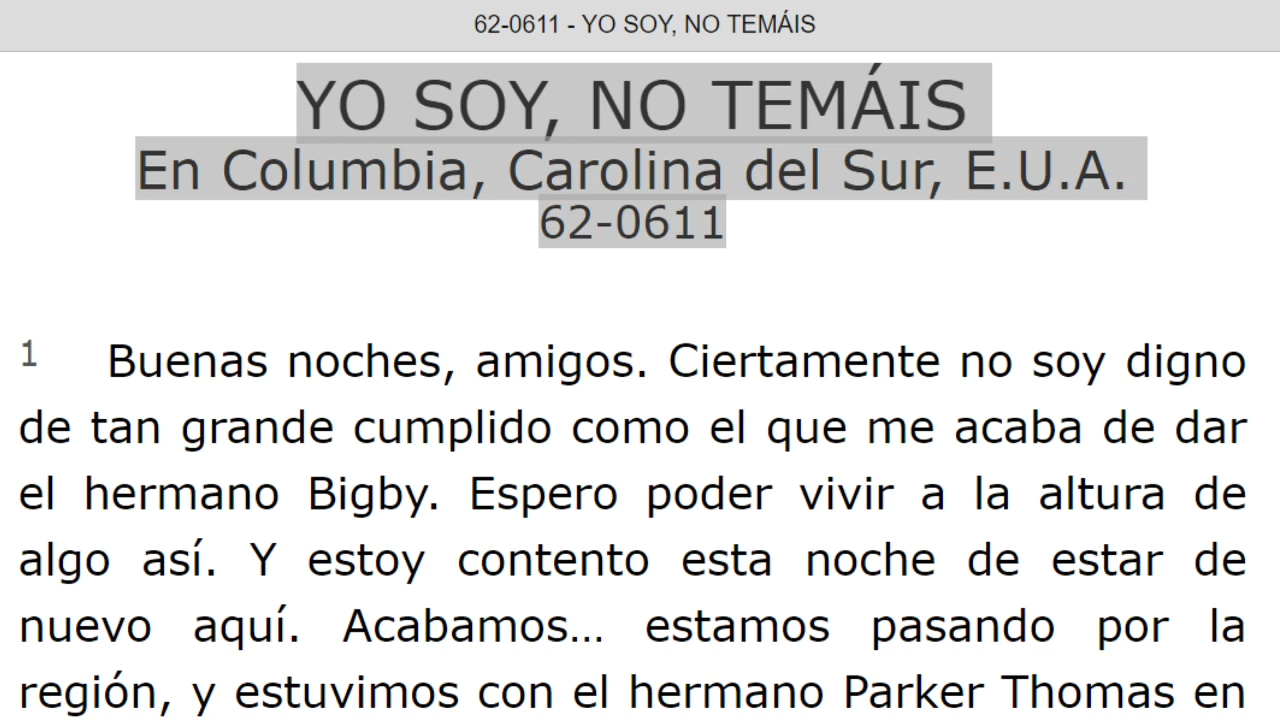 62-0611 - YO SOY, NO TEMÁIS
YO SOY, NO TEMÁIS
En Columbia, Carolina del Sur, E.U.A.
62-0611
1 Buenas noches, amigos. Ciertamente no soy digno
de tan grande cumplido como el que me acaba de dar
el hermano Bigby. Espero poder vivir a la altura de
algo así. Y estoy contento esta noche de estar de
nuevo aquí. Acabamos… estamos pasando por la
región, y estuvimos con el hermano Parker Thomas en